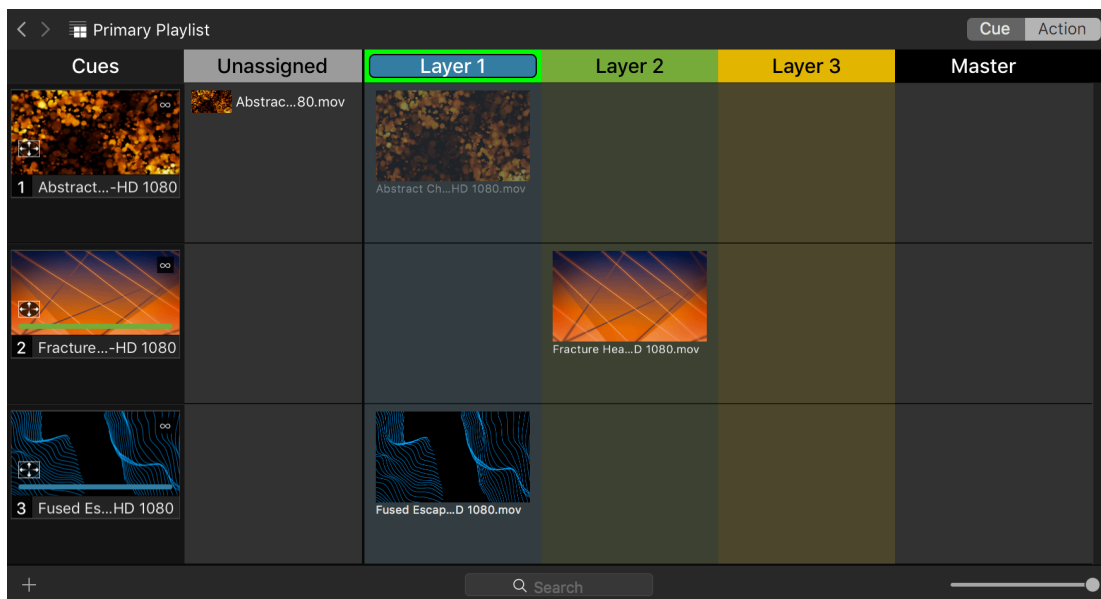 Primary Playlist
Cue Action
Cues Unassigned Layer 1 Layer 2 Layer 3 Master
∞
Abstrac...80.mov
1 Abstract...-HD 1080
Abstract Ch...HD 1080.mov
∞
2 Fracture...-HD 1080
Fracture Hea...D 1080.mov
∞
3 Fused Es...HD 1080
Fused Escap...D 1080.mov
Search